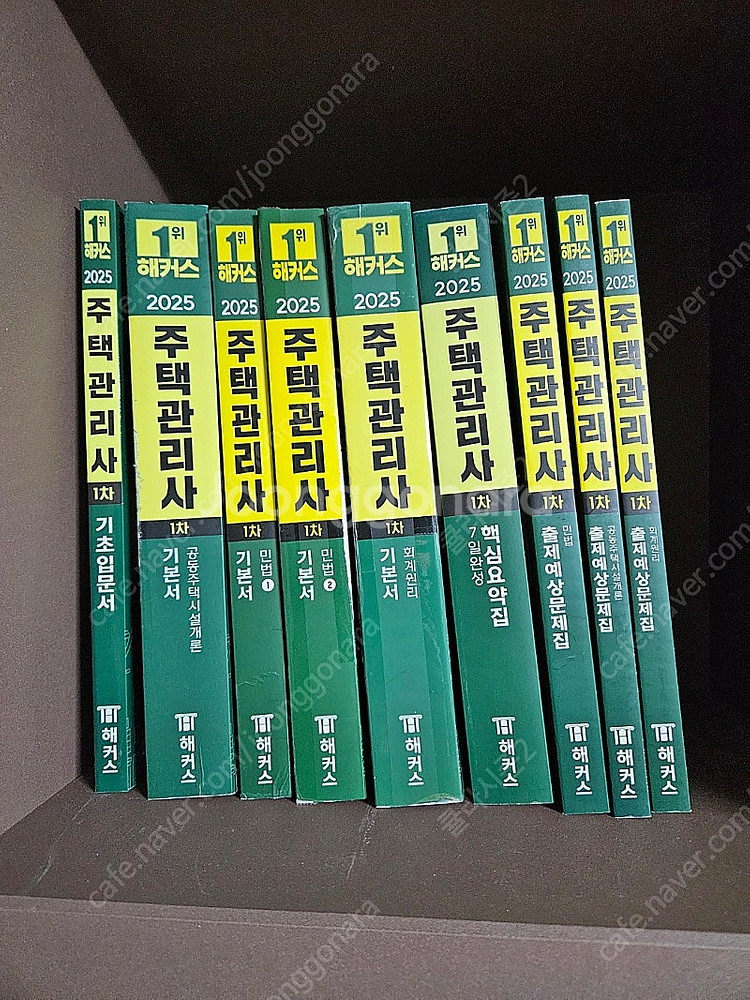 1위
해커스
2025
주택관리사
1차
기초입문서
해커스
1위
해커스
2025
주택관리사
1차
기본서
공동주택시설개론
해커스
1위
해커스
2025
주택관리사
1차
기본서
민법 1
해커스
1위
해커스
2025
주택관리사
1차
기본서
민법 2
해커스
1위
해커스
2025
주택관리사
1차
기본서
회계원리
해커스
1위
해커스
2025
주택관리사
1차
7일완성
핵심요약집
해커스
1위
해커스
2025
주택관리사
1차
민법
출제예상문제집
해커스
1위
해커스
2025
주택관리사
1차
공동주택시설개론
출제예상문제집
해커스
1위
해커스
2025
주택관리사
1차
회계원리
출제예상문제집
해커스
joonggonara
cafe.naver.com/joonggonara